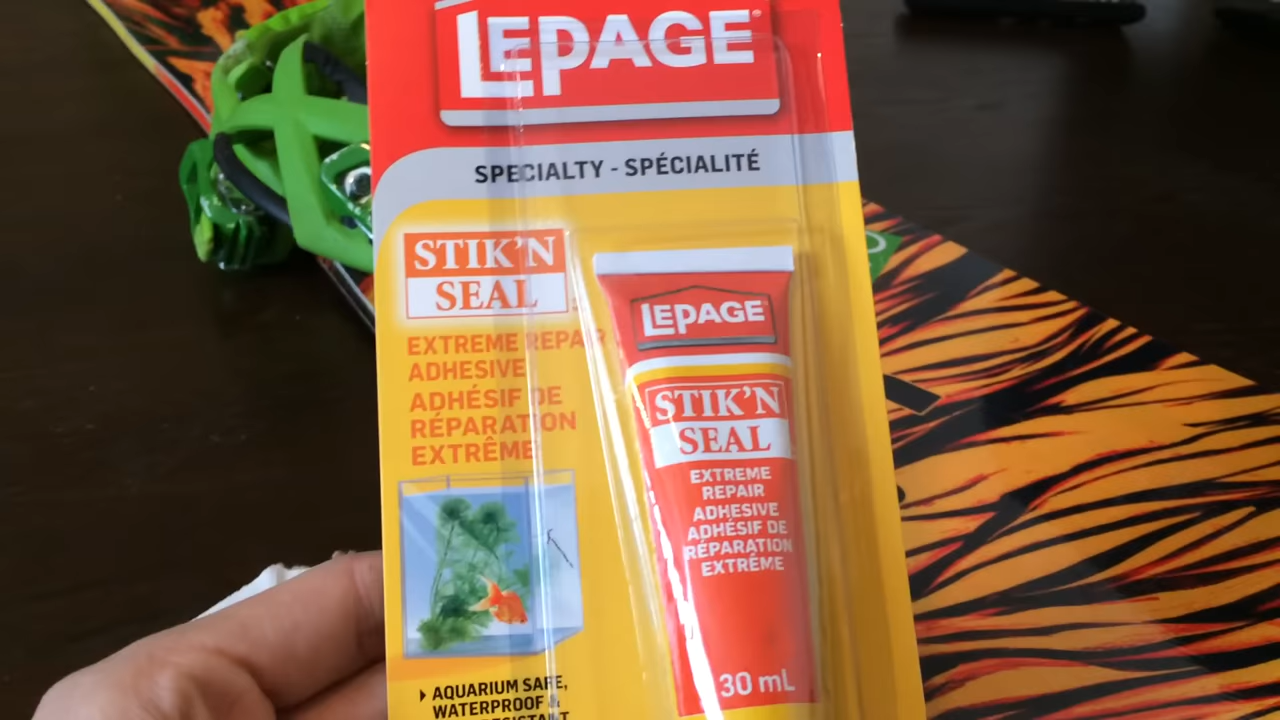 LEPAGE®
SPECIALTY - SPÉCIALITÉ
STIK'N
SEAL
EXTREME REPAIR
ADHESIVE
ADHÉSIF DE
RÉPARATION
EXTRÊME
AQUARIUM SAFE,
WATERPROOF &
LEPAGE
STIK'N
SEAL
EXTREME
REPAIR
ADHESIVE
ADHÉSIF DE
RÉPARATION
EXTRÊME
30 mL